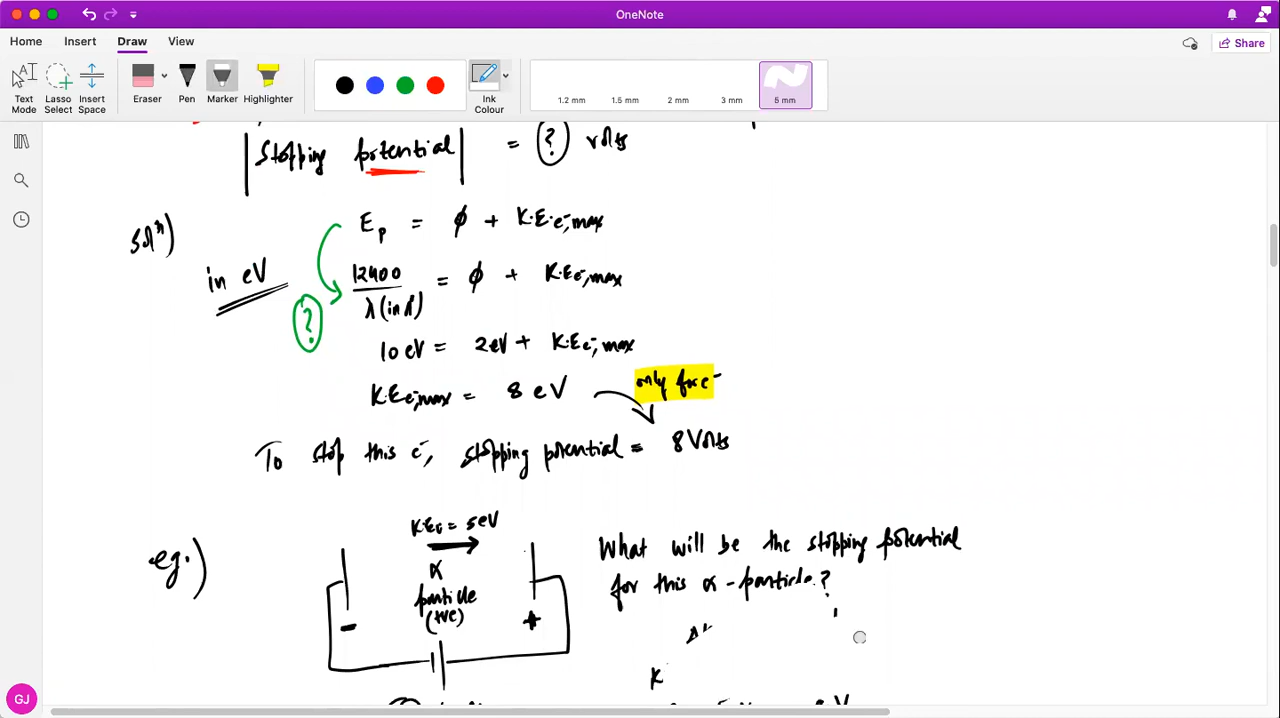 OneNote
Home Insert Draw View
Share
Text Mode
Lasso Select
Insert Space
Eraser
Pen
Marker
Highlighter
Ink Colour
1.2 mm
1.5 mm
2 mm
3 mm
5 mm
|Stopping potential| = ? volts
Solⁿ)
Eₚ = ϕ + K.E.e⁻,max
in eV
12400 / λ(in Å) = ϕ + K.E.e⁻,max
?
10 eV = 2eV + K.E.e⁻,max
only for e⁻
K.E.e⁻,max = 8 eV
To stop this e⁻, stopping potential = 8 Volts
eg.)
= 5eV
What will be the stopping potential
for this α - particle?
α
particle
(+ve)
-
+
K
GJ